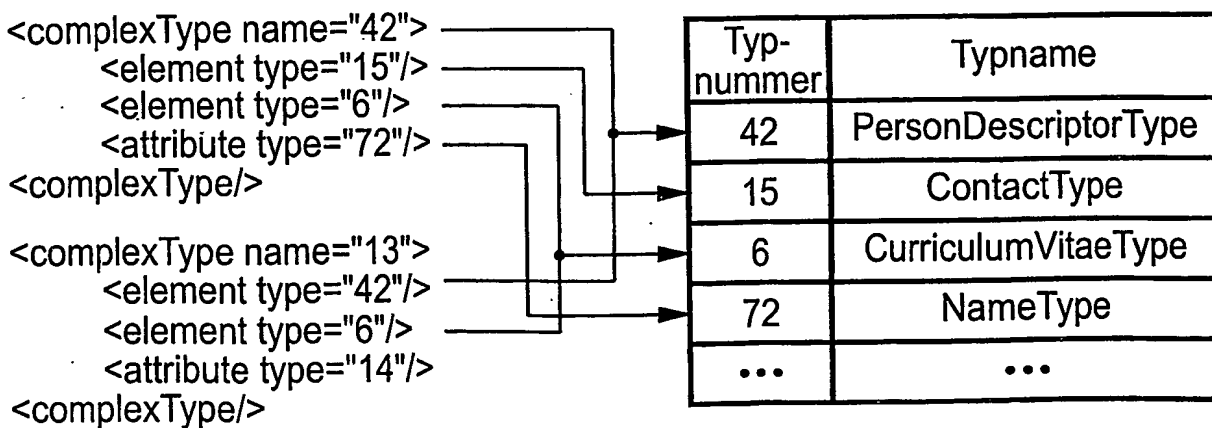 <complexType name="42">
<element type="15"/>
<element type="6"/>
<attribute type="72"/>
<complexType/>
<complexType name="13">
<element type="42"/>
<element type="6"/>
<attribute type="14"/>
<complexType/>
Typ-
nummer
Typname
42 PersonDescriptorType
15 ContactType
6 CurriculumVitaeType
72 NameType
••• •••